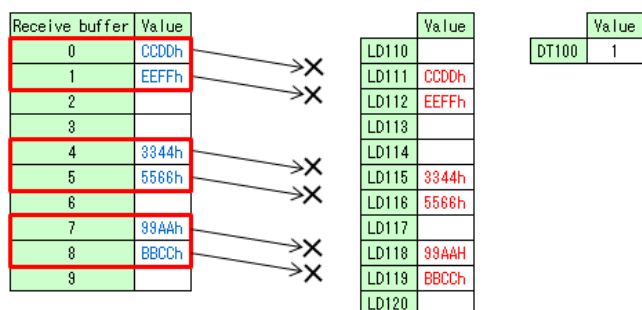 Receive buffer Value
0 CCDDh
1 EEFFh
2
3
4 3344h
5 5566h
6
7 99AAh
8 BBCCh
9
Value
LD110
LD111 CCDDh
LD112 EEFFh
LD113
LD114
LD115 3344h
LD116 5566h
LD117
LD118 99AAH
LD119 BBCCh
LD120
Value
DT100 1